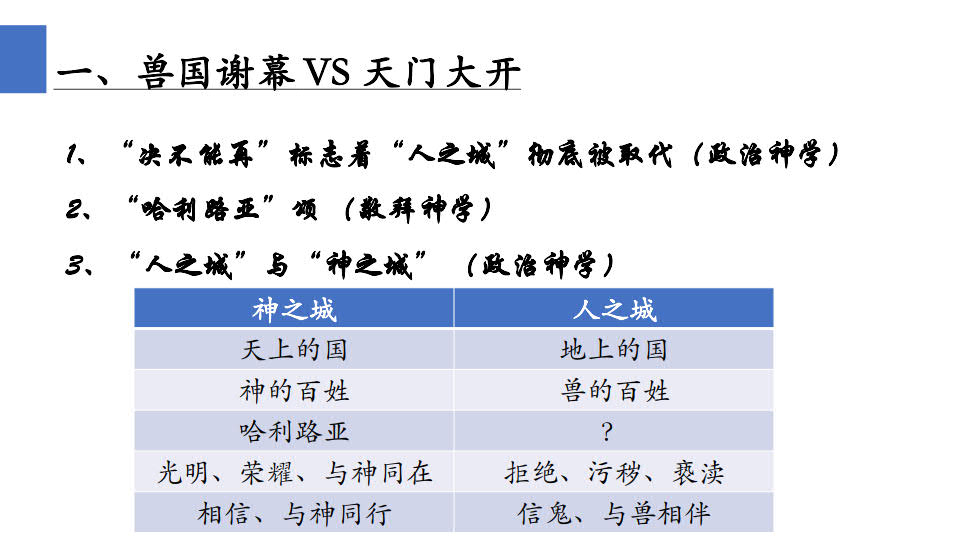 一、兽国谢幕 VS 天门大开
1、“决不能再”标志着“人之城”彻底被取代（政治神学）
2、“哈利路亚”颂（敬拜神学）
3、“人之城”与“神之城”（政治神学）
神之城 人之城
天上的国 地上的国
神的百姓 兽的百姓
哈利路亚 ？
光明、荣耀、与神同在 拒绝、污秽、亵渎
相信、与神同行 信鬼、与兽相伴